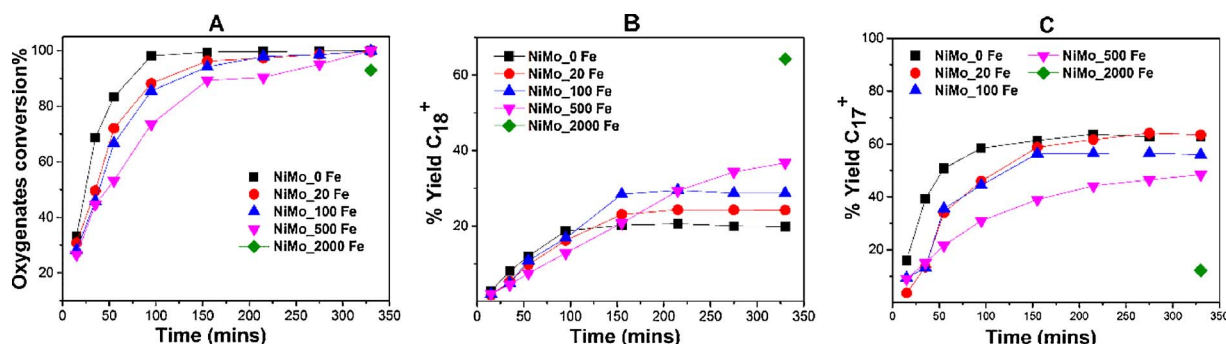 A
Oxygenates conversion%
100
80
60
40
20
NiMo_0 Fe
NiMo_20 Fe
NiMo_100 Fe
NiMo_500 Fe
NiMo_2000 Fe
0 50 100 150 200 250 300 350
Time (mins)
B
% Yield C18+
60
40
20
NiMo_0 Fe
NiMo_20 Fe
NiMo_100 Fe
NiMo_500 Fe
NiMo_2000 Fe
0 50 100 150 200 250 300 350
Time (mins)
C
% Yield C17+
100
80
60
40
20
NiMo_0 Fe NiMo_500 Fe
NiMo_20 Fe NiMo_2000 Fe
NiMo_100 Fe
0 50 100 150 200 250 300 350
Time (mins)